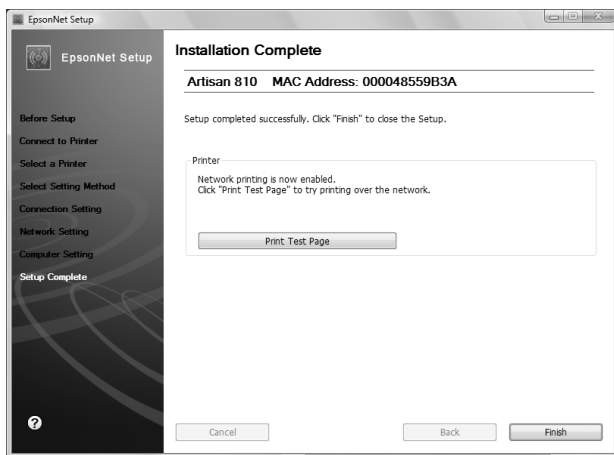 EpsonNet Setup
EpsonNet Setup
Before Setup
Connect to Printer
Select a Printer
Select Setting Method
Connection Setting
Network Setting
Computer Setting
Setup Complete
?
Installation Complete
Artisan 810 MAC Address: 000048559B3A
Setup completed successfully. Click "Finish" to close the Setup.
Printer
Network printing is now enabled.
Click "Print Test Page" to try printing over the network.
Print Test Page
Cancel
Back
Finish